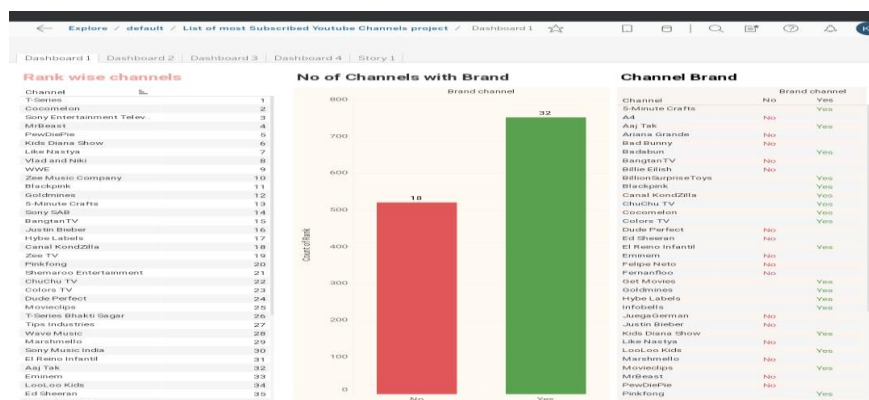 Explore / default / List of most Subscribed Youtube Channels project / Dashboard 1
K
Dashboard 1 Dashboard 2 Dashboard 3 Dashboard 4 Story 1
Rank wise channels
Channel
T-Series 1
Cocomelon 2
Sony Entertainment Telev.. 3
MrBeast 4
PewDiePie 5
Kids Diana Show 6
Like Nastya 7
Vlad and Niki 8
WWE 9
Zee Music Company 10
Blackpink 11
Goldmines 12
5-Minute Crafts 13
Sony SAB 14
BangtanTV 15
Justin Bieber 16
Hybe Labels 17
Canal KondZilla 18
Zee TV 19
Pinkfong 20
Shemaroo Entertainment 21
ChuChu TV 22
Colors TV 23
Dude Perfect 24
Movieclips 25
T-Series Bhakti Sagar 26
Tips Industries 27
Wave Music 28
Marshmello 29
Sony Music India 30
El Reino Infantil 31
Aaj Tak 32
Eminem 33
LooLoo Kids 34
Ed Sheeran 35
No of Channels with Brand
Brand channel
Count of Rank
800
700
600
500
400
300
200
100
0
18
32
No Yes
Channel Brand
Brand channel
Channel No Yes
5-Minute Crafts Yes
A4 No
Aaj Tak Yes
Ariana Grande No
Bad Bunny No
Badabun Yes
BangtanTV No
Billie Eilish No
BillionSurpriseToys Yes
Blackpink Yes
Canal KondZilla Yes
ChuChu TV Yes
Cocomelon Yes
Colors TV Yes
Dude Perfect No
Ed Sheeran No
El Reino Infantil Yes
Eminem No
Felipe Neto No
Fernanfloo No
Get Movies Yes
Goldmines Yes
Hybe Labels Yes
Infobells Yes
JuegaGerman No
Justin Bieber No
Kids Diana Show Yes
Like Nastya No
LooLoo Kids Yes
Marshmello No
Movieclips Yes
MrBeast No
PewDiePie No
Pinkfong Yes